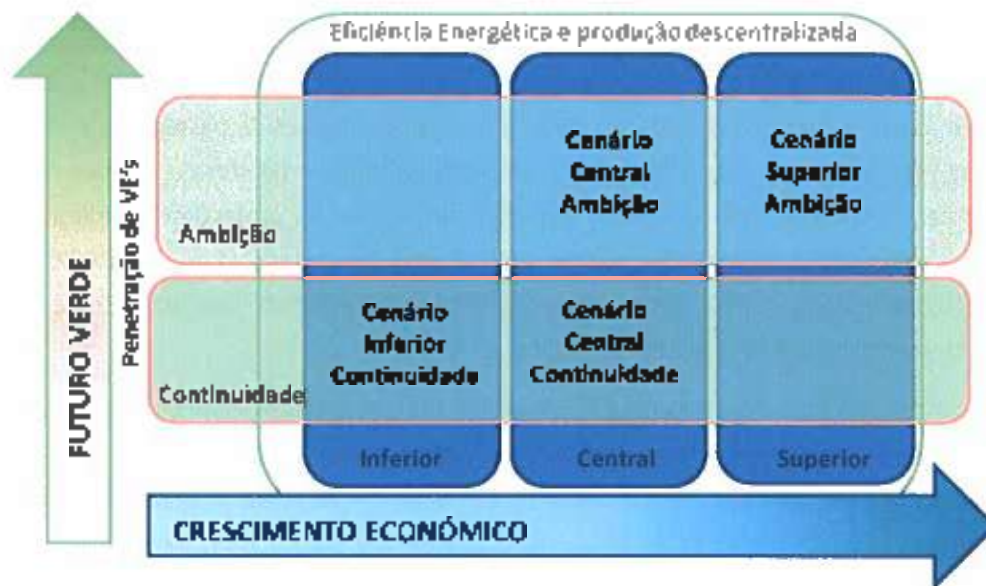 Eficiência Energética e produção descentralizada
FUTURO VERDE
Penetração de VE's
Ambição
Cenário
Central
Ambição
Cenário
Superior
Ambição
Continuidade
Cenário
Inferior
Continuidade
Cenário
Central
Continuidade
Inferior
Central
Superior
CRESCIMENTO ECONÓMICO